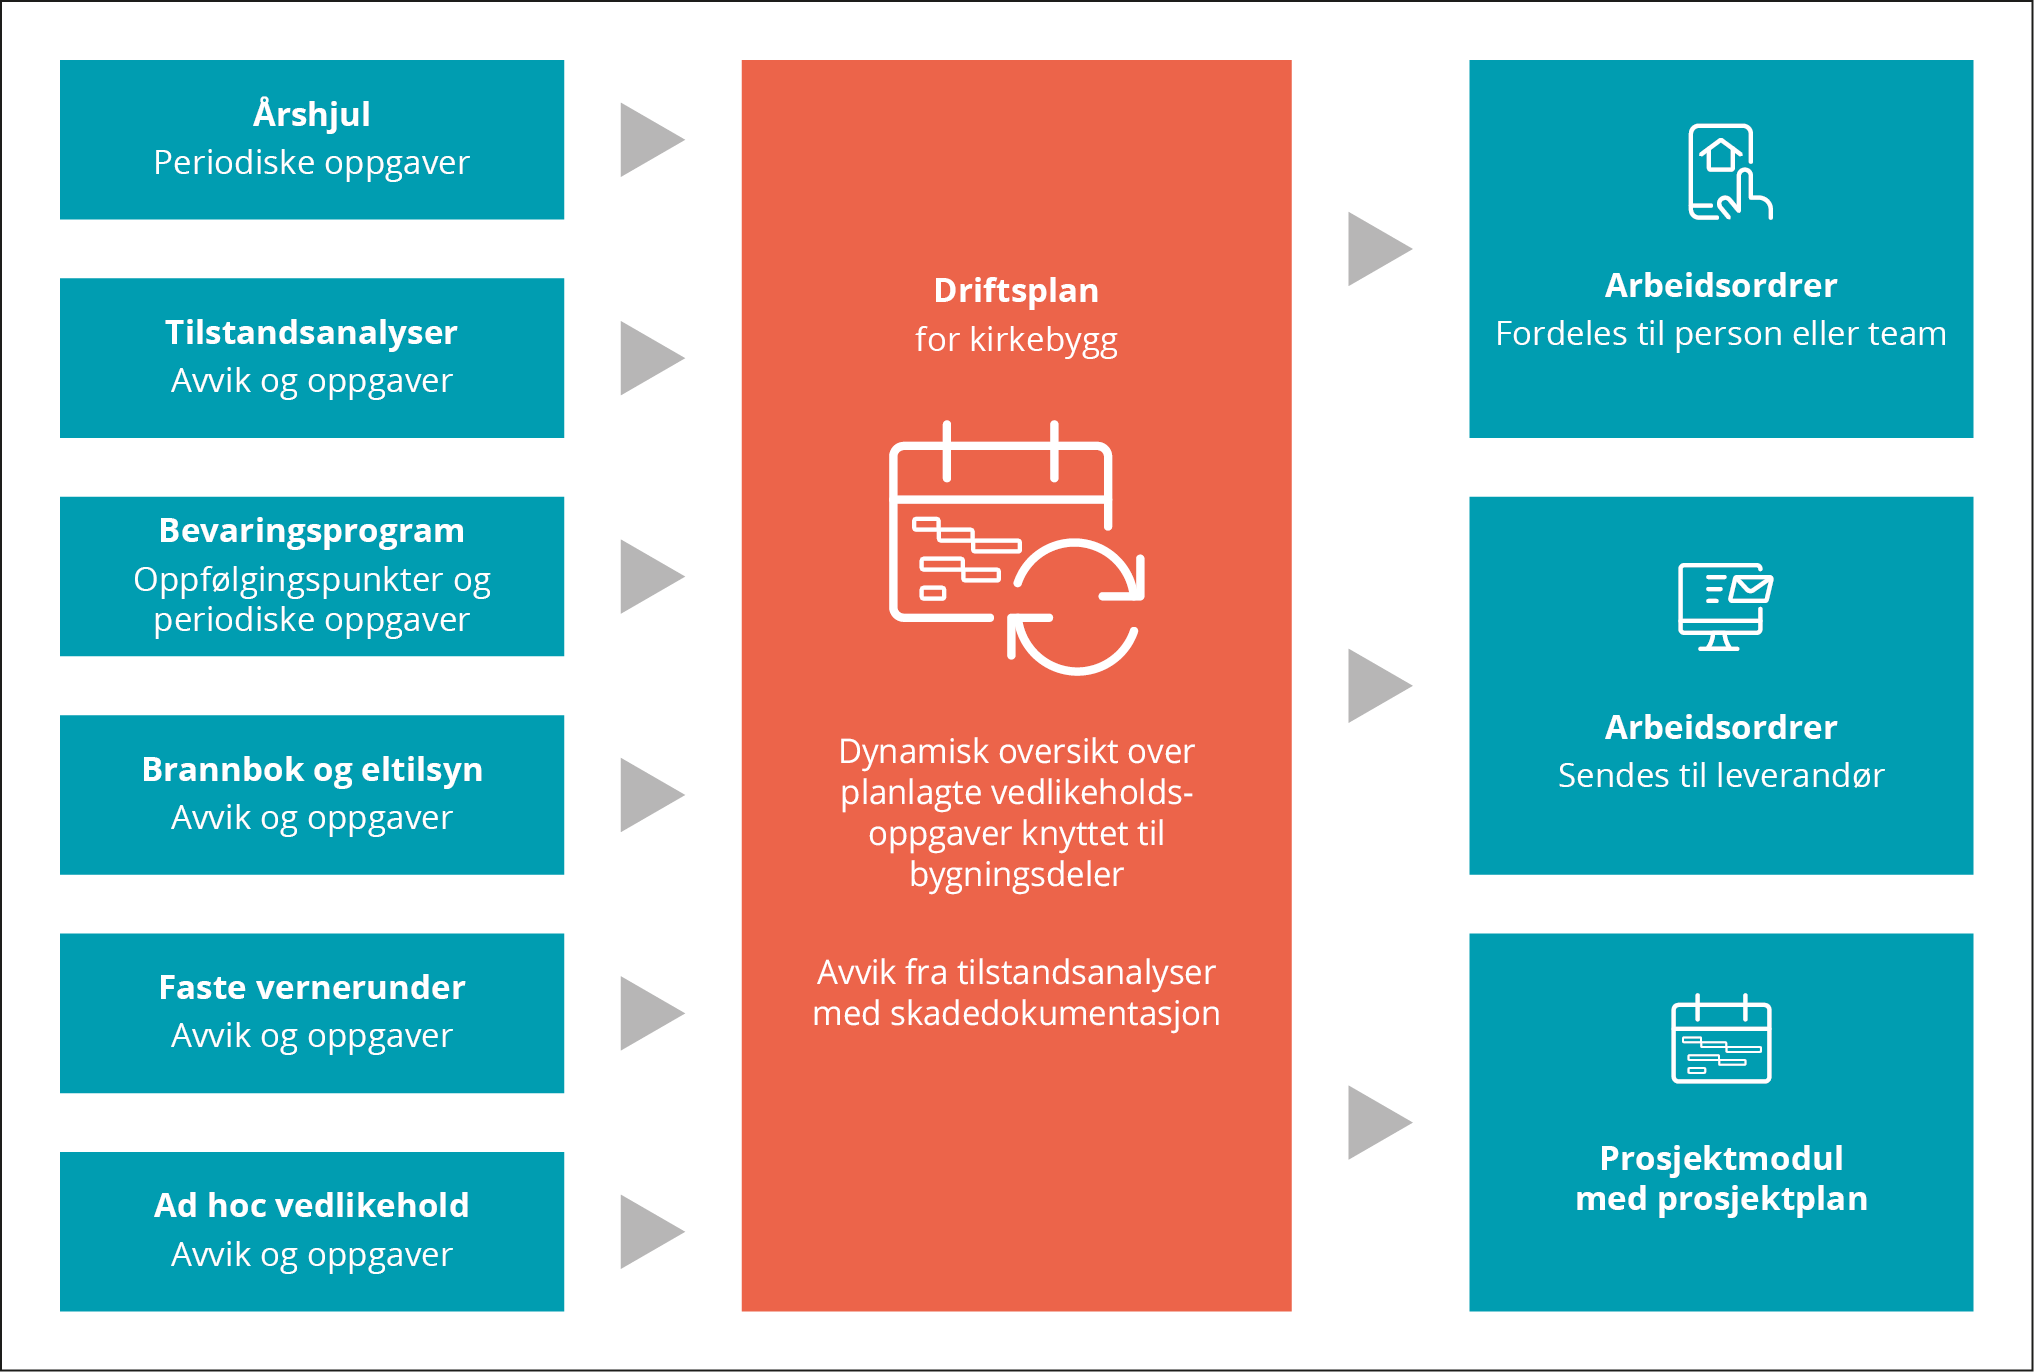 Årshjul
Periodiske oppgaver
Tilstandsanalyser
Avvik og oppgaver
Bevaringsprogram
Oppfølgingspunkter og
periodiske oppgaver
Brannbok og eltilsyn
Avvik og oppgaver
Faste vernerunder
Avvik og oppgaver
Ad hoc vedlikehold
Avvik og oppgaver
Driftsplan
for kirkebygg
Dynamisk oversikt over
planlagte vedlikeholds-
oppgaver knyttet til
bygningsdeler
Avvik fra tilstandsanalyser
med skadedokumentasjon
Arbeidsordrer
Fordeles til person eller team
Arbeidsordrer
Sendes til leverandør
Prosjektmodul
med prosjektplan